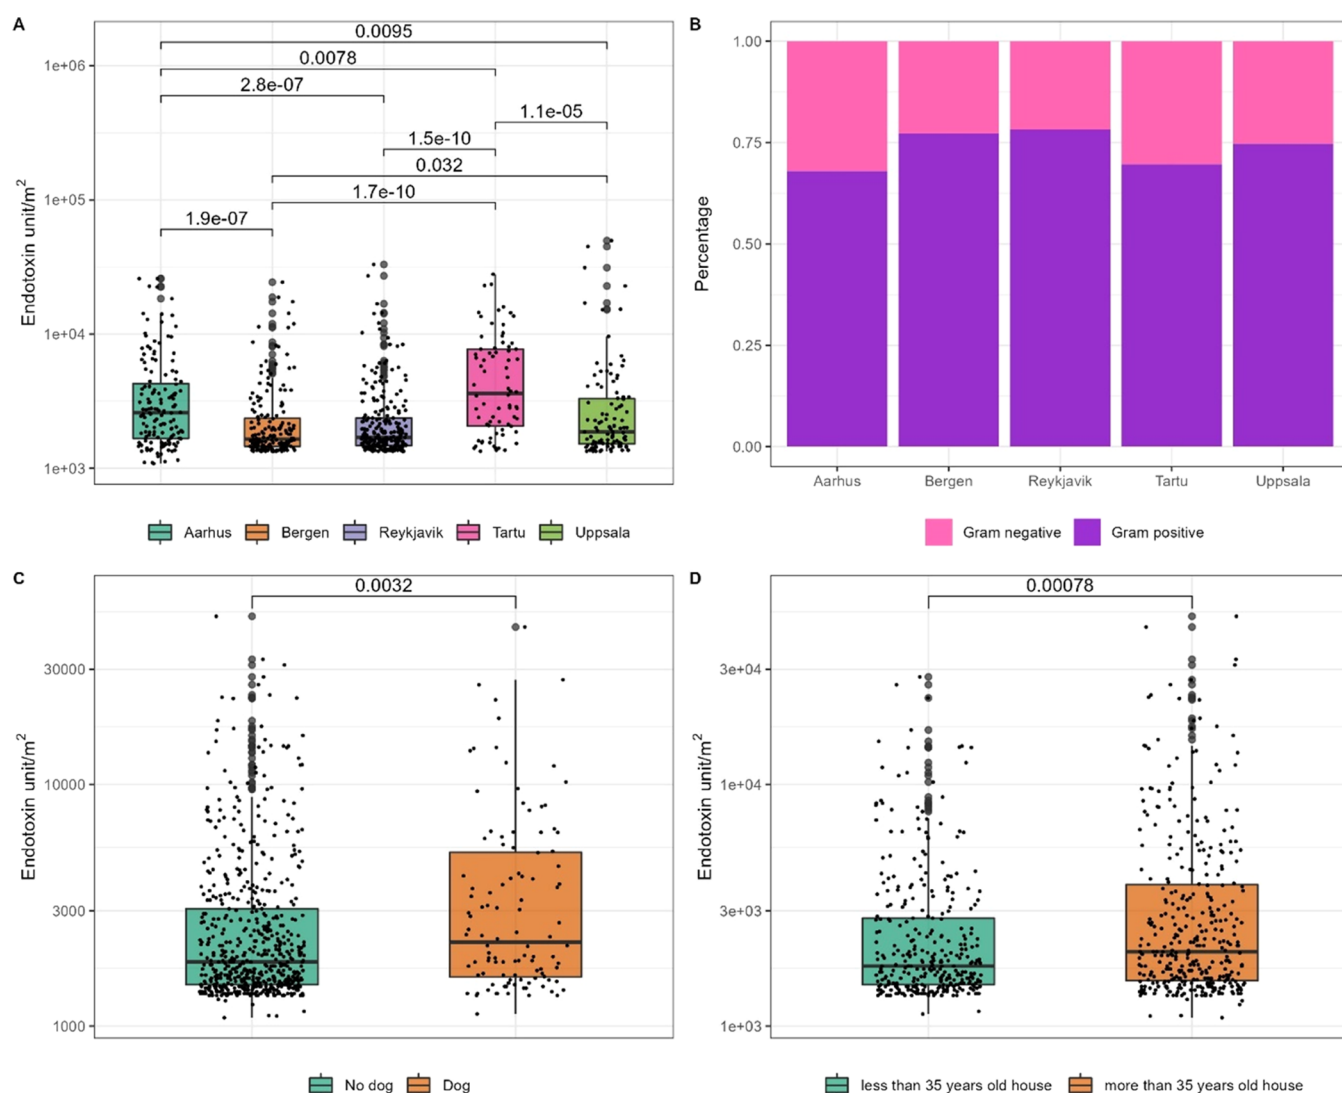 A
0.0095
0.0078
2.8e-07
1.1e-05
1.5e-10
0.032
1.7e-10
1.9e-07
1e+06
1e+05
1e+04
1e+03
Endotoxin unit/m²
Aarhus Bergen Reykjavik Tartu Uppsala
B
1.00
0.75
0.50
0.25
0.00
Percentage
Aarhus Bergen Reykjavik Tartu Uppsala
Gram negative Gram positive
C
0.0032
30000
10000
3000
1000
Endotoxin unit/m²
No dog Dog
D
0.00078
3e+04
1e+04
3e+03
1e+03
Endotoxin unit/m²
less than 35 years old house more than 35 years old house